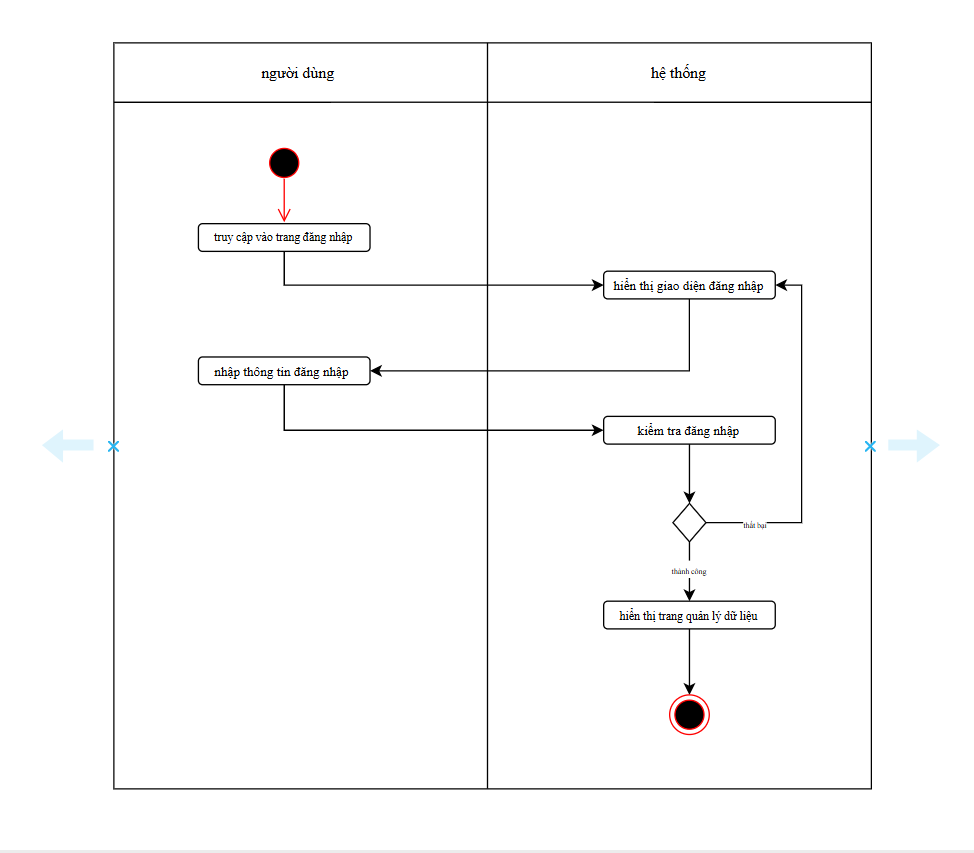 người dùng
hệ thống
truy cập vào trang đăng nhập
hiển thị giao diện đăng nhập
nhập thông tin đăng nhập
kiểm tra đăng nhập
thất bại
thành công
hiển thị trang quản lý dữ liệu